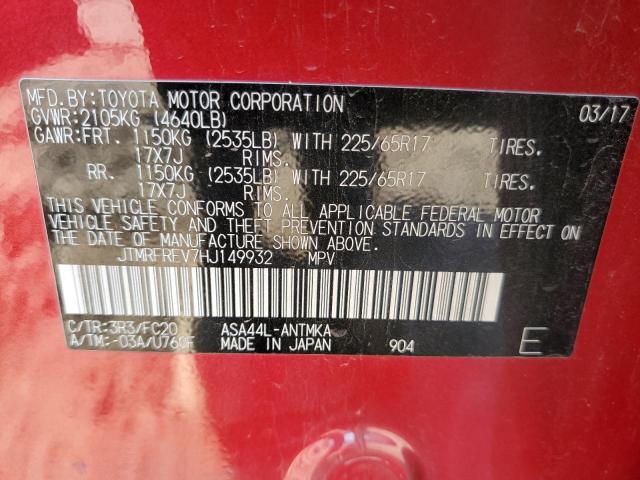 MFD.BY:TOYOTA MOTOR CORPORATION 03/17
GVWR:2105KG (4640LB)
GAWR:FRT. 1150KG (2535LB) WITH 225/65R17 TIRES,
17X7J RIMS.
RR. 1150KG (2535LB) WITH 225/65R17 TIRES,
17X7J RIMS.
THIS VEHICLE CONFORMS TO ALL APPLICABLE FEDERAL MOTOR
VEHICLE SAFETY AND THEFT PREVENTION STANDARDS IN EFFECT ON
THE DATE OF MANUFACTURE SHOWN ABOVE.
JTMRFREV7HJ149932 MPV
C/TR:3R3/FC20 ASA44L-ANTMKA
A/TM:-03A/U760F MADE IN JAPAN 904 E